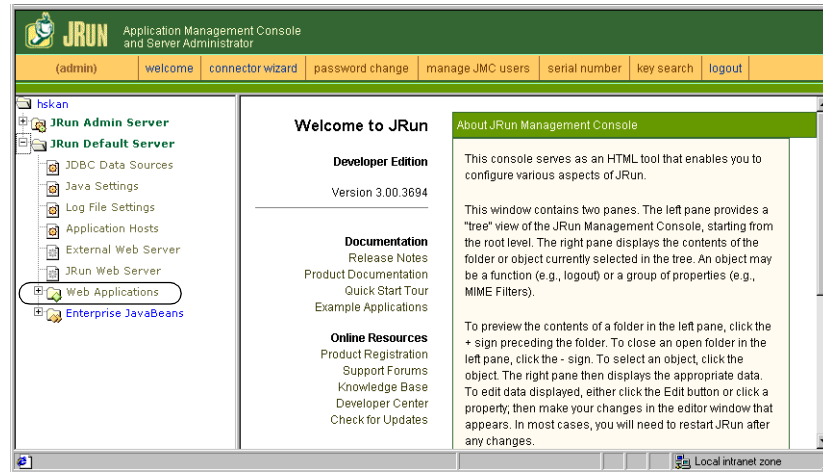 JRUN
Application Management Console
and Server Administrator
(admin)
welcome
connector wizard
password change
manage JMC users
serial number
key search
logout
hskan
JRun Admin Server
JRun Default Server
JDBC Data Sources
Java Settings
Log File Settings
Application Hosts
External Web Server
JRun Web Server
Web Applications
Enterprise JavaBeans
Welcome to JRun
Developer Edition
Version 3.00.3694
Documentation
Release Notes
Product Documentation
Quick Start Tour
Example Applications
Online Resources
Product Registration
Support Forums
Knowledge Base
Developer Center
Check for Updates
About JRun Management Console
This console serves as an HTML tool that enables you to
configure various aspects of JRun.
This window contains two panes. The left pane provides a
"tree" view of the JRun Management Console, starting from
the root level. The right pane displays the contents of the
folder or object currently selected in the tree. An object may
be a function (e.g., logout) or a group of properties (e.g.,
MIME Filters).
To preview the contents of a folder in the left pane, click the
+ sign preceding the folder. To close an open folder in the
left pane, click the - sign. To select an object, click the
object. The right pane then displays the appropriate data.
To edit data displayed, either click the Edit button or click a
property; then make your changes in the editor window that
appears. In most cases, you will need to restart JRun after
any changes.
Local intranet zone